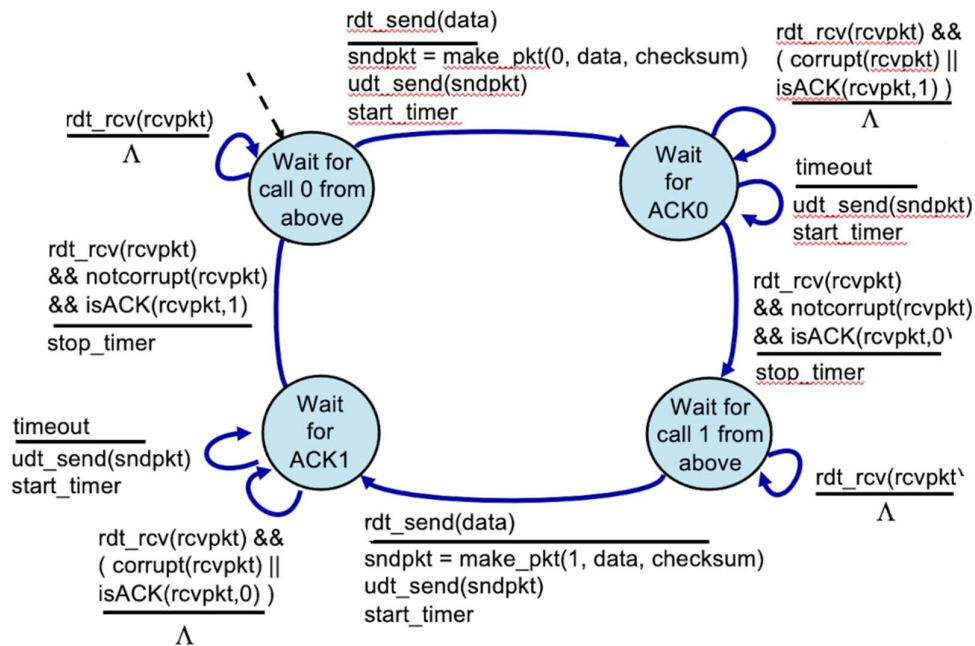 rdt_send(data)
sndpkt = make_pkt(0, data, checksum)
udt_send(sndpkt)
start_timer
rdt_rcv(rcvpkt) &&
( corrupt(rcvpkt) ||
isACK(rcvpkt,1) )
Λ
rdt_rcv(rcvpkt)
Λ
Wait for
call 0 from
above
Wait
for
ACK0
timeout
udt_send(sndpkt)
start_timer
rdt_rcv(rcvpkt)
&& notcorrupt(rcvpkt)
&& isACK(rcvpkt,1)
stop_timer
rdt_rcv(rcvpkt)
&& notcorrupt(rcvpkt)
&& isACK(rcvpkt,0)
stop_timer
Wait
for
ACK1
Wait for
call 1 from
above
timeout
udt_send(sndpkt)
start_timer
rdt_rcv(rcvpkt)
Λ
rdt_send(data)
sndpkt = make_pkt(1, data, checksum)
udt_send(sndpkt)
start_timer
rdt_rcv(rcvpkt) &&
( corrupt(rcvpkt) ||
isACK(rcvpkt,0) )
Λ